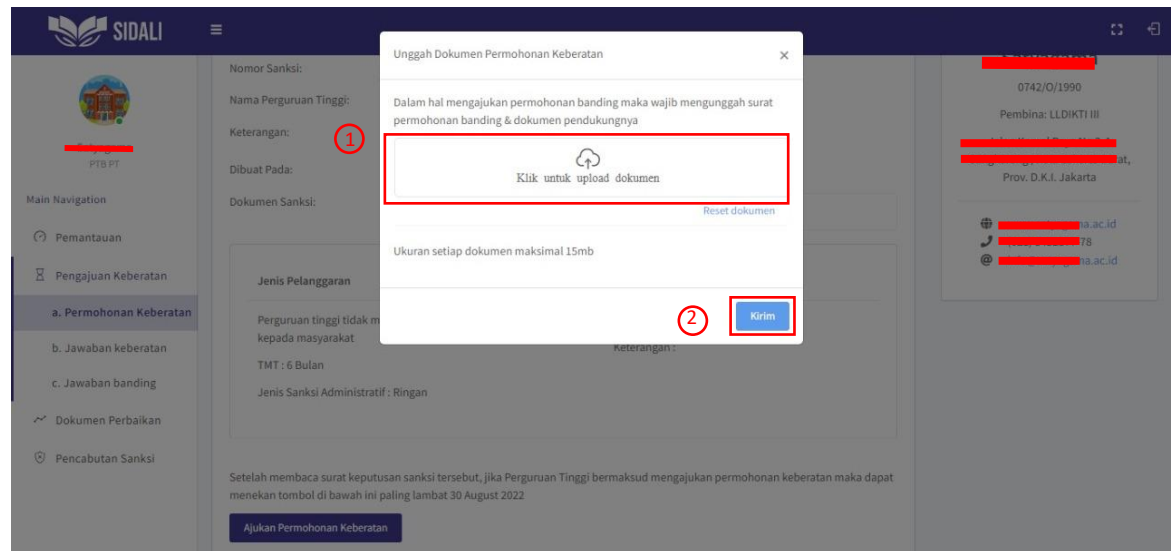 SIDALI
PTB PT
Main Navigation
Pemantauan
Pengajuan Keberatan
a. Permohonan Keberatan
b. Jawaban keberatan
c. Jawaban banding
Dokumen Perbaikan
Pencabutan Sanksi
Nomor Sanksi:
Nama Perguruan Tinggi:
Keterangan:
Dibuat Pada:
Dokumen Sanksi:
Jenis Pelanggaran
Perguruan tinggi tidak m
kepada masyarakat
TMT : 6 Bulan
Jenis Sanksi Administratif : Ringan
Keterangan :
Setelah membaca surat keputusan sanksi tersebut, jika Perguruan Tinggi bermaksud mengajukan permohonan keberatan maka dapat
menekan tombol di bawah ini paling lambat 30 August 2022
Ajukan Permohonan Keberatan
Unggah Dokumen Permohonan Keberatan
×
Dalam hal mengajukan permohonan banding maka wajib mengunggah surat
permohonan banding & dokumen pendukungnya
1
Klik untuk upload dokumen
Reset dokumen
Ukuran setiap dokumen maksimal 15mb
2
Kirim
0742/O/1990
Pembina: LLDIKTI III
at,
Prov. D.K.I. Jakarta
na.ac.id
78
na.ac.id